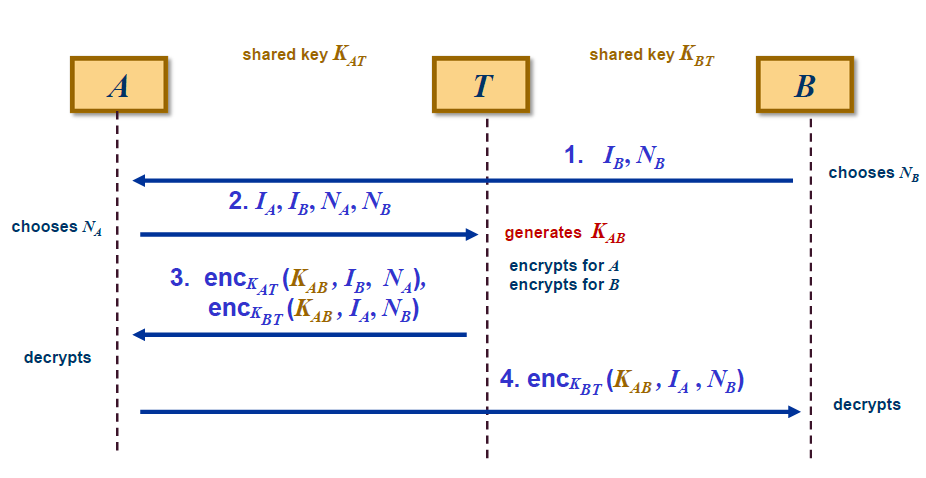 shared key K_AT
shared key K_BT
A
T
B
1. I_B, N_B
chooses N_B
2. I_A, I_B, N_A, N_B
chooses N_A
generates K_AB
encrypts for A
encrypts for B
3. enc_K_AT (K_AB, I_B, N_A),
enc_K_BT (K_AB, I_A, N_B)
decrypts
4. enc_K_BT (K_AB, I_A, N_B)
decrypts